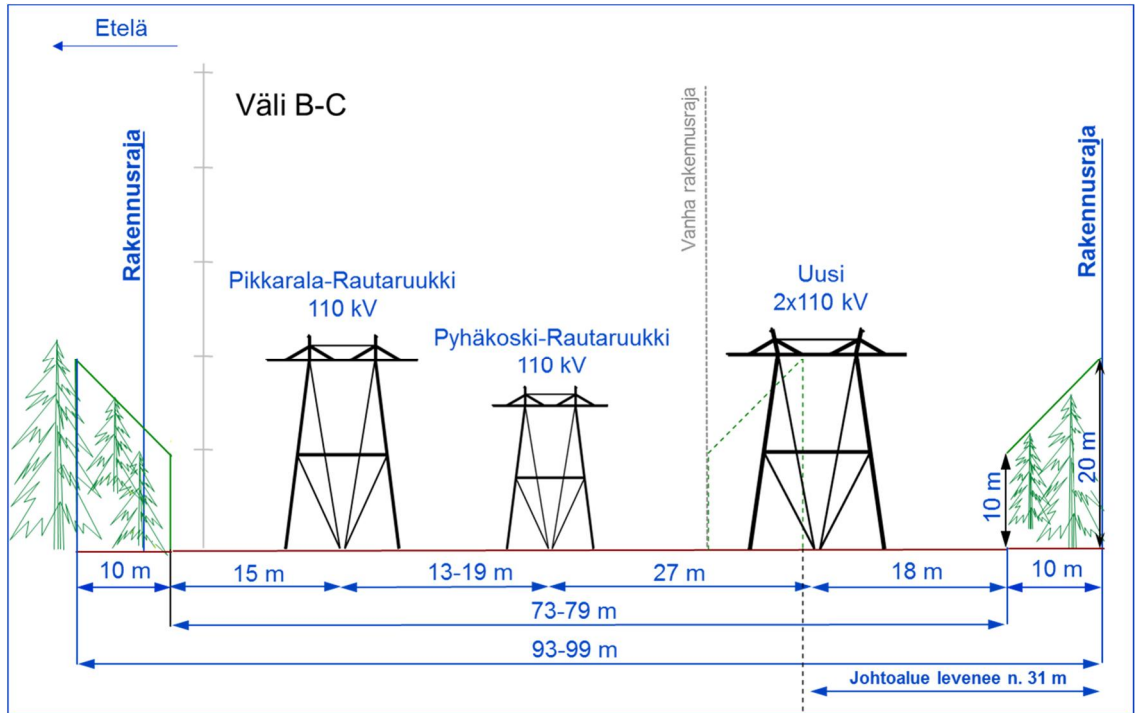 Etelä
Väli B-C
Rakennusraja
Vanha rakennusraja
Rakennusraja
Pikkarala-Rautaruukki
110 kV
Pyhäkoski-Rautaruukki
110 kV
Uusi
2x110 kV
10 m
20 m
10 m
15 m
13-19 m
27 m
18 m
10 m
73-79 m
93-99 m
Johtoalue levenee n. 31 m